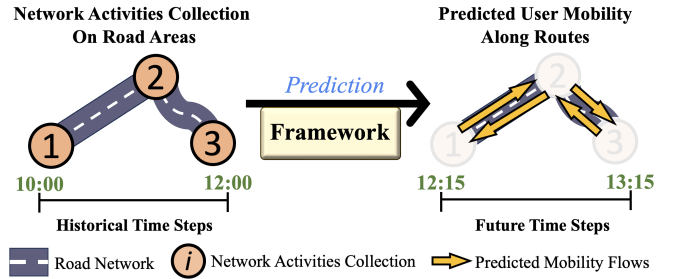 Network Activities Collection
On Road Areas
Predicted User Mobility
Along Routes
Prediction
Framework
1
2
3
1
2
3
10:00
12:00
12:15
13:15
Historical Time Steps
Future Time Steps
Road Network
i
Network Activities Collection
Predicted Mobility Flows